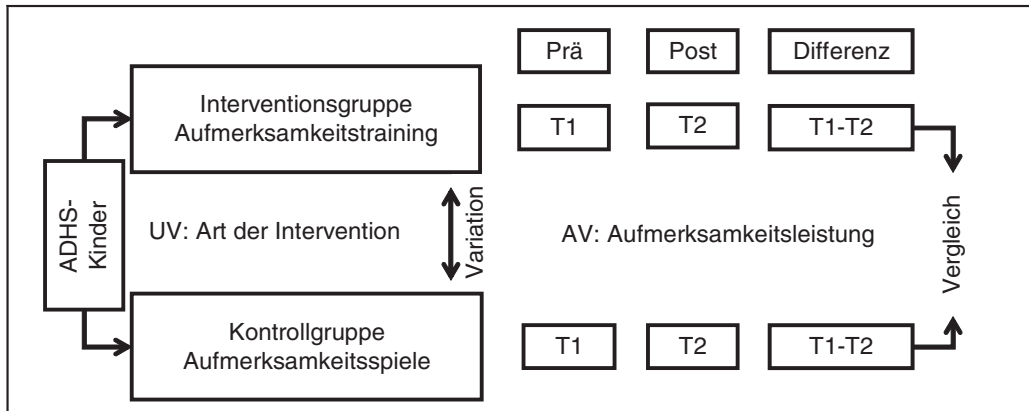 Prä Post Differenz
Interventionsgruppe
Aufmerksamkeitstraining
T1 T2 T1-T2
ADHS-
Kinder
UV: Art der Intervention
Variation
AV: Aufmerksamkeitsleistung
Vergleich
Kontrollgruppe
Aufmerksamkeitsspiele
T1 T2 T1-T2